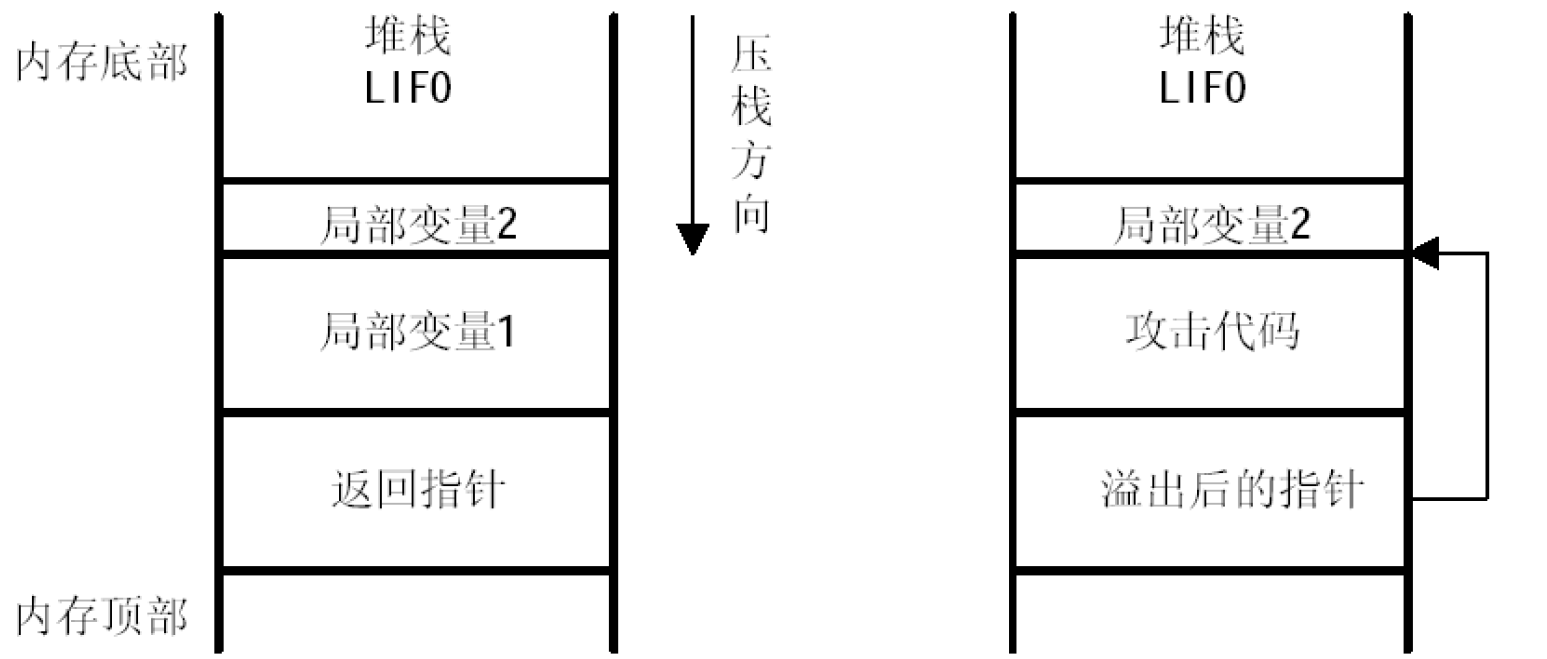 内存底部
堆栈
LIFO
压栈方向
局部变量2
局部变量1
返回指针
内存顶部
堆栈
LIFO
局部变量2
攻击代码
溢出后的指针